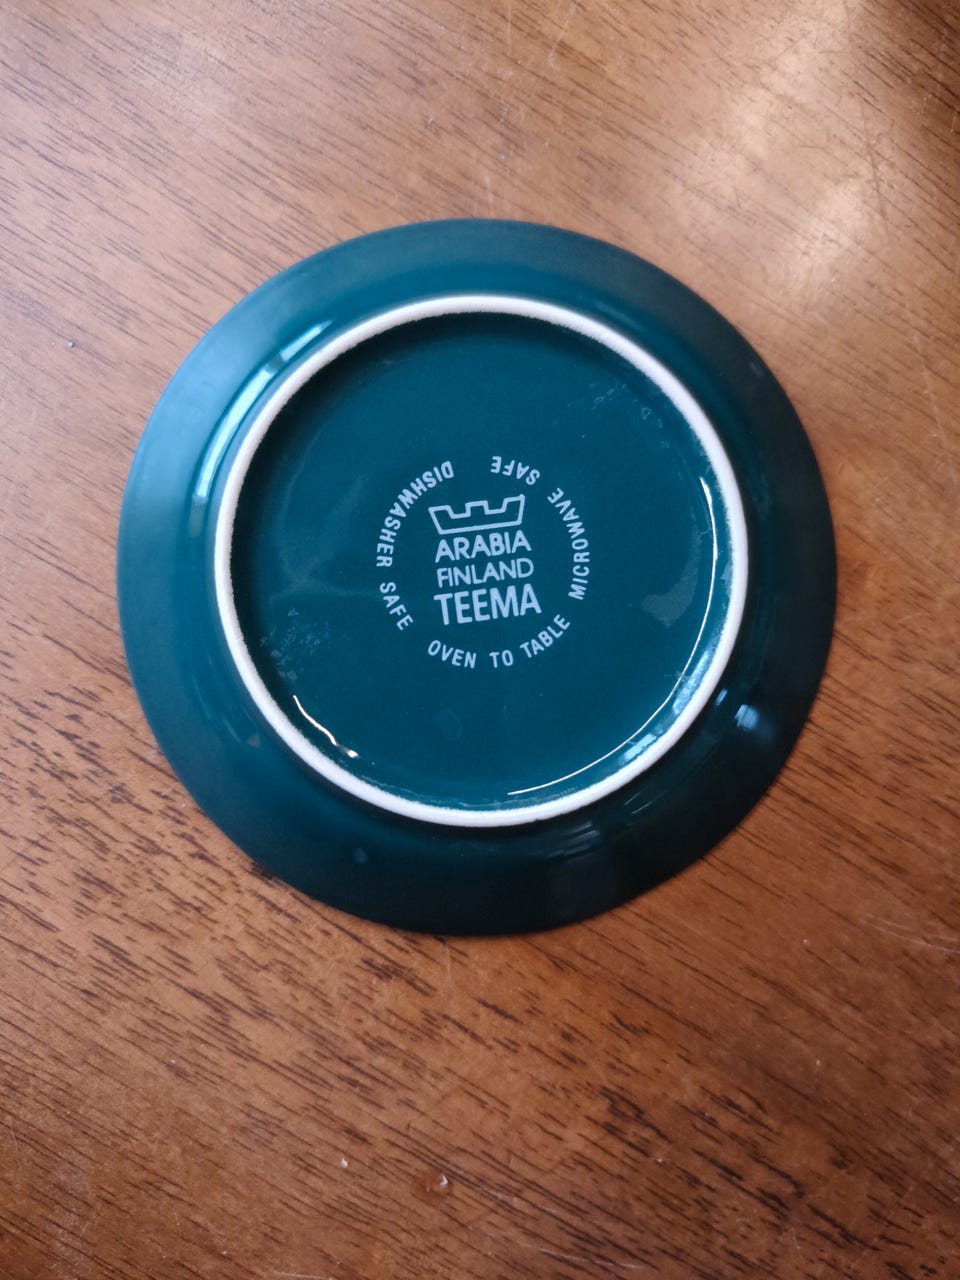 ARABIA
FINLAND
TEEMA
DISHWASHER SAFE
OVEN TO TABLE
MICROWAVE SAFE